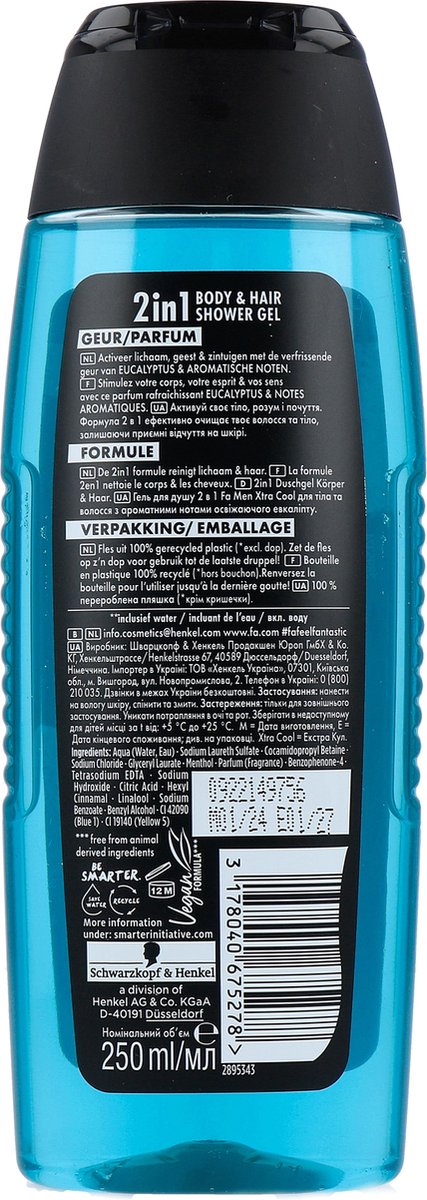 2in1 BODY & HAIR
SHOWER GEL
GEUR/PARFUM
NL Activeer lichaam, geest & zintuigen met de verfrissende
geur van EUCALYPTUS & AROMATISCHE NOTEN.
F Stimulez votre corps, votre esprit & vos sens
avec ce parfum rafraichissant EUCALYPTUS & NOTES
AROMATIQUES. UA Активуй своє тіло, розум і почуття.
Формула 2 в 1 ефективно очищає твоє волосся та тіло,
залишаючи приємні відчуття на шкірі.
FORMULE
NL De 2in1 formule reinigt lichaam & haar. F La formule
2en1 nettoie le corps & les cheveux. D 2in1 Duschgel Körper
& Haar. UA Гель для душу 2 в 1 Fa Men Xtra Cool для тіла та
волосся з ароматними нотами освіжаючого евкаліпту.
VERPAKKING/ EMBALLAGE
NL Fles uit 100% gerecycled plastic (*excl. dop). Zet de fles
op z'n dop voor gebruik tot de laatste druppel! F Bouteille
en plastique 100% recyclé (*hors bouchon). Renversez la
bouteille pour l'utiliser jusqu'à la dernière goutte! UA 100 %
перероблена пляшка (*крім кришечки).
**inclusief water / incluant de l'eau / вкл. воду
B NL info.cosmetics@henkel.com www.fa.com #fafeelfantastic
UA Виробник: Шварцкопф & Хенкель Продакшен Юроп ГмбХ & Ко.
КГ, Хенкельштрассе / Henkelstrasse 67, 40589 Дюссельдорф/ Duesseldorf,
Німеччина. Імпортер в Україні: ТОВ «Хенкель Україна», 07301, Київська
обл., м. Вишгород, вул. Новопромислова, 2. Телефон в Україні: 0 (800)
210 035. Дзвінки в межах України безкоштовні. Застосування: нанести
на вологу шкіру, спінити та змити. Застереження: тільки для зовнішнього
застосування. Уникати потрапляння в очі та рот. Зберігати в недоступному
для дітей місці за t від +5 °С до +25 °С. M = Дата виготовлення, E =
Дата кінцевого споживання: див. на упаковці. Xtra Cool = Екстра Кул.
Ingredients: Aqua (Water, Eau) • Sodium Laureth Sulfate • Cocamidopropyl Betaine •
Sodium Chloride • Glyceryl Laurate • Menthol • Parfum (Fragrance) • Benzophenone-4 •
Tetrasodium EDTA • Sodium
Hydroxide • Citric Acid • Hexyl
Cinnamal • Linalool • Sodium
Benzoate • Benzyl Alcohol • CI 42090
(Blue 1) • CI 19140 (Yellow 5)
0922149756
M01/24 E01/27
***free from animal
derived ingredients
BE
SMARTER.
SAVE
WATER
RECYCLE
12 M
Vegan
FORMULA***
More information
under: smarterinitiative.com
Schwarzkopf & Henkel
a division of
Henkel AG & Co. KGaA
D-40191 Düsseldorf
Номінальний об'єм
250 ml/мл
e
3 178040 675278 >
2895343